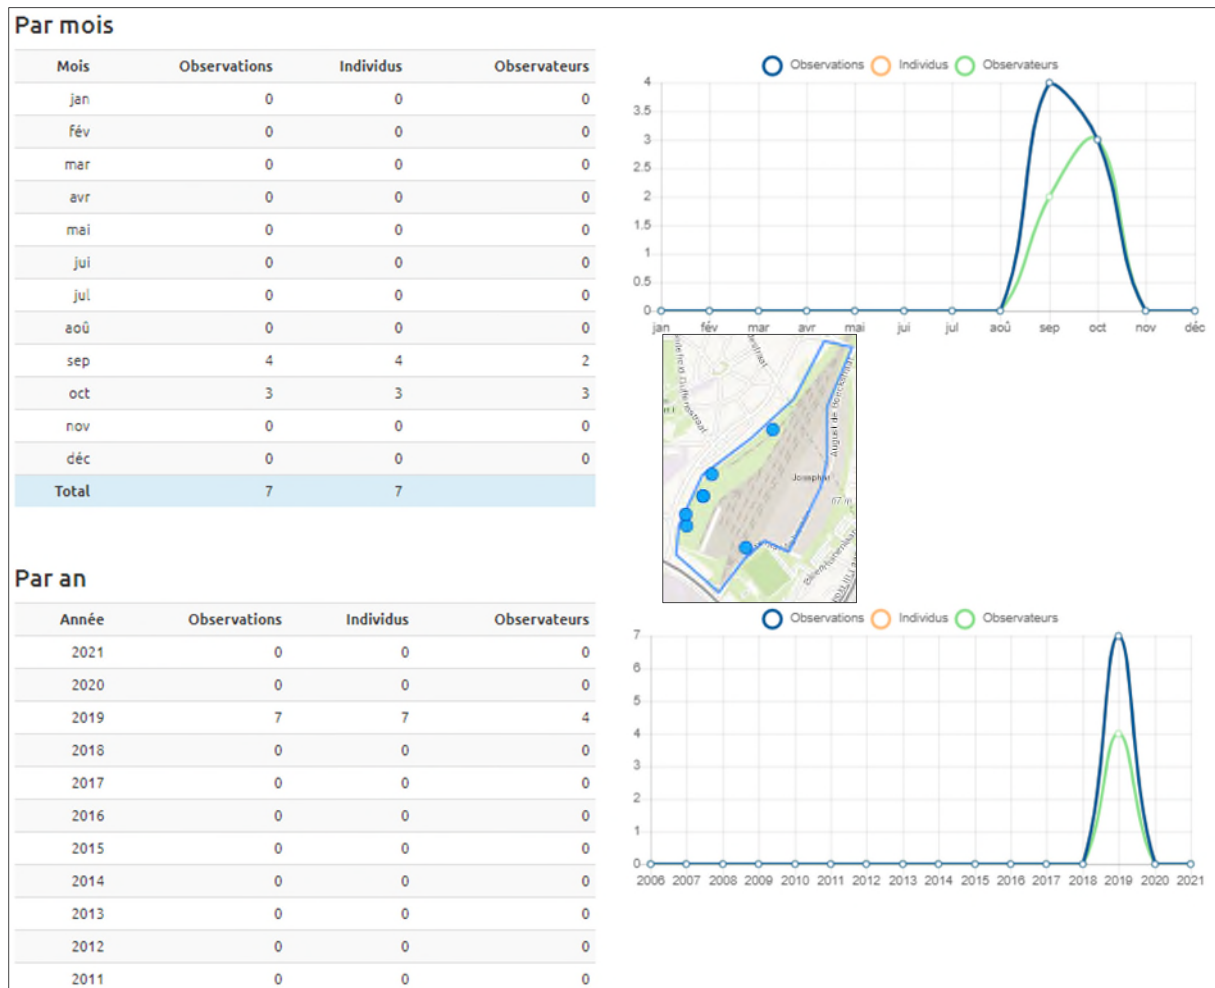 Par mois
Mois Observations Individus Observateurs
jan 0 0 0
fév 0 0 0
mar 0 0 0
avr 0 0 0
mai 0 0 0
jui 0 0 0
jul 0 0 0
aoû 0 0 0
sep 4 4 2
oct 3 3 3
nov 0 0 0
déc 0 0 0
Total 7 7
Observations Individus Observateurs
4
3.5
3
2.5
2
1.5
1
0.5
0
jan fév mar avr mai jui jul aoû sep oct nov déc
August de Boeckstraat
Josaphat
67 m
Par an
Année Observations Individus Observateurs
2021 0 0 0
2020 0 0 0
2019 7 7 4
2018 0 0 0
2017 0 0 0
2016 0 0 0
2015 0 0 0
2014 0 0 0
2013 0 0 0
2012 0 0 0
2011 0 0 0
Observations Individus Observateurs
7
6
5
4
3
2
1
0
2006 2007 2008 2009 2010 2011 2012 2013 2014 2015 2016 2017 2018 2019 2020 2021